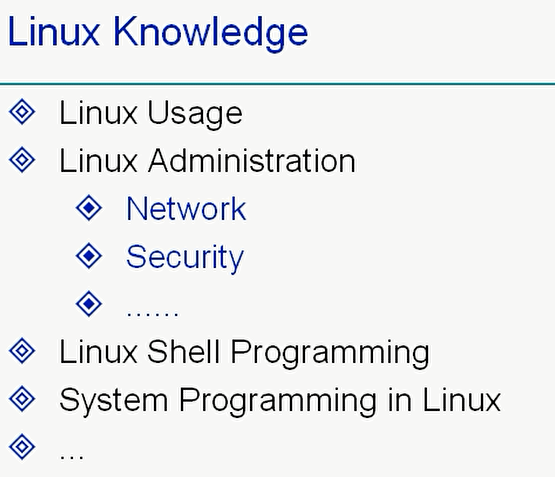 Linux Knowledge
Linux Usage
Linux Administration
Network
Security
......
Linux Shell Programming
System Programming in Linux
...